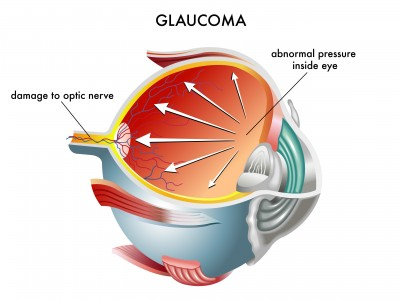 GLAUCOMA
abnormal pressure
inside eye
damage to optic nerve